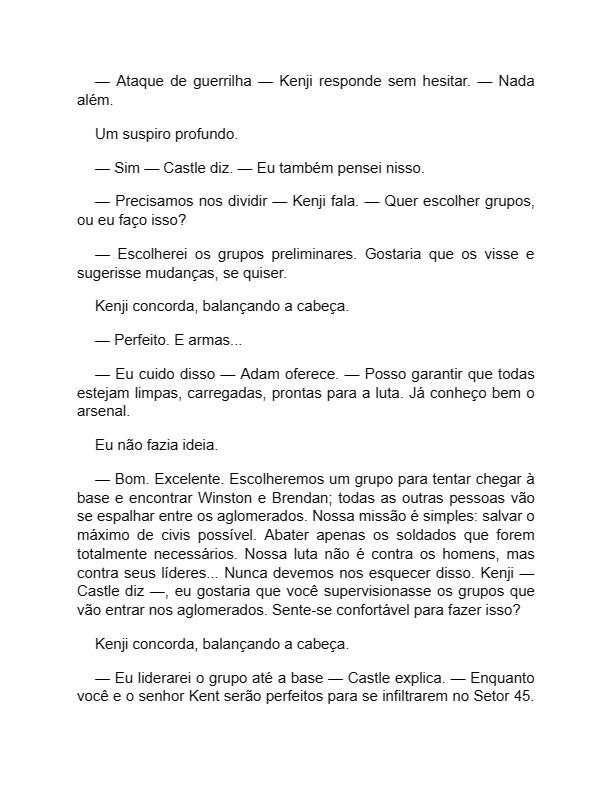 — Ataque de guerrilha — Kenji responde sem hesitar. — Nada
além.
Um suspiro profundo.
— Sim — Castle diz. — Eu também pensei nisso.
— Precisamos nos dividir — Kenji fala. — Quer escolher grupos,
ou eu faço isso?
— Escolherei os grupos preliminares. Gostaria que os visse e
sugerisse mudanças, se quiser.
Kenji concorda, balançando a cabeça.
— Perfeito. E armas...
— Eu cuido disso — Adam oferece. — Posso garantir que todas
estejam limpas, carregadas, prontas para a luta. Já conheço bem o
arsenal.
Eu não fazia ideia.
— Bom. Excelente. Escolheremos um grupo para tentar chegar à
base e encontrar Winston e Brendan; todas as outras pessoas vão
se espalhar entre os aglomerados. Nossa missão é simples: salvar o
máximo de civis possível. Abater apenas os soldados que forem
totalmente necessários. Nossa luta não é contra os homens, mas
contra seus líderes... Nunca devemos nos esquecer disso. Kenji —
Castle diz —, eu gostaria que você supervisionasse os grupos que
vão entrar nos aglomerados. Sente-se confortável para fazer isso?
Kenji concorda, balançando a cabeça.
— Eu liderarei o grupo até a base — Castle explica. — Enquanto
você e o senhor Kent serão perfeitos para se infiltrarem no Setor 45.